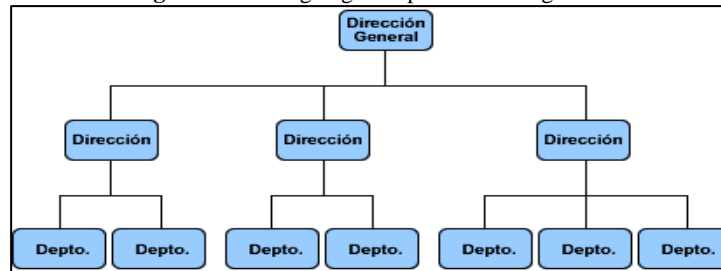 Dirección
General
Dirección Dirección Dirección
Depto. Depto. Depto. Depto. Depto. Depto. Depto.